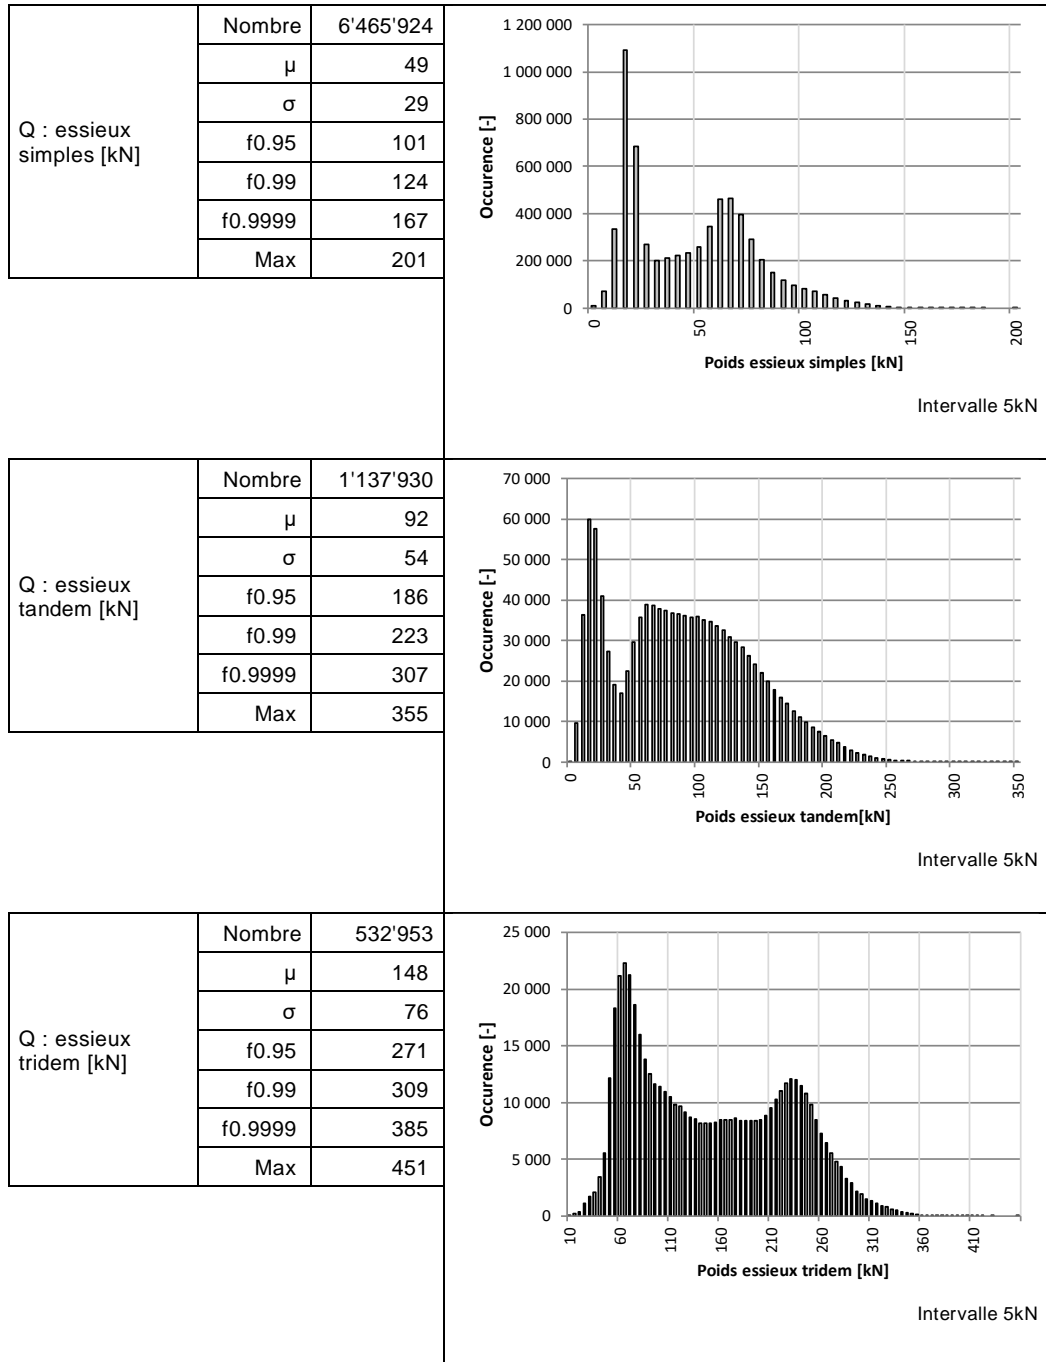 Q : essieux
simples [kN]
Nombre 6'465'924
µ 49
σ 29
f0.95 101
f0.99 124
f0.9999 167
Max 201
Occurence [-]
1 200 000
1 000 000
800 000
600 000
400 000
200 000
0
0 50 100 150 200
Poids essieux simples [kN]
Intervalle 5kN
Q : essieux
tandem [kN]
Nombre 1'137'930
µ 92
σ 54
f0.95 186
f0.99 223
f0.9999 307
Max 355
Occurence [-]
70 000
60 000
50 000
40 000
30 000
20 000
10 000
0
0 50 100 150 200 250 300 350
Poids essieux tandem[kN]
Intervalle 5kN
Q : essieux
tridem [kN]
Nombre 532'953
µ 148
σ 76
f0.95 271
f0.99 309
f0.9999 385
Max 451
Occurence [-]
25 000
20 000
15 000
10 000
5 000
0
10 60 110 160 210 260 310 360 410
Poids essieux tridem [kN]
Intervalle 5kN